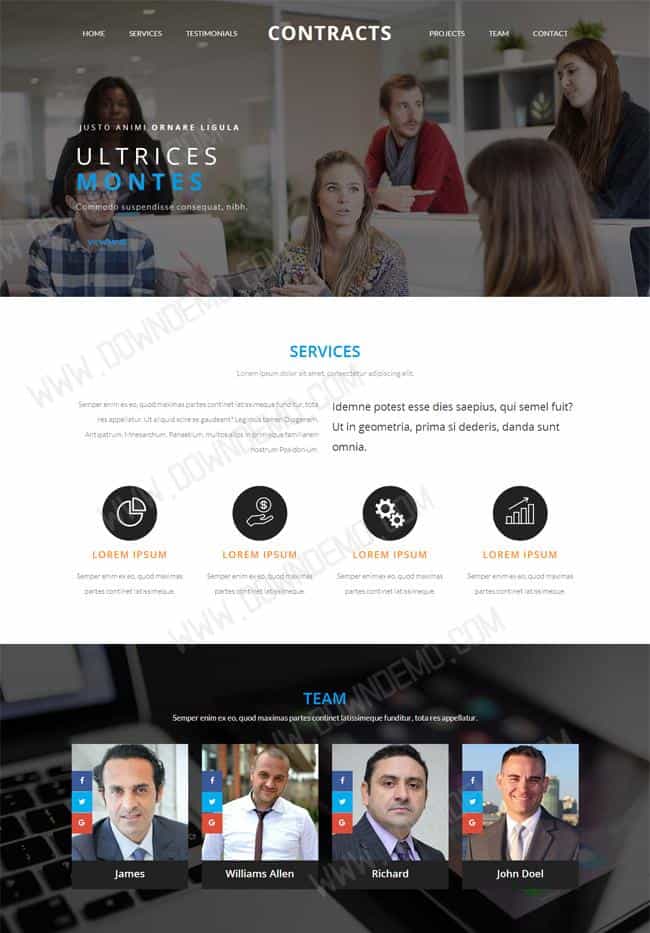 HOME SERVICES TESTIMONIALS CONTRACTS PROJECTS TEAM CONTACT
JUSTO ANIMI ORNARE LIGULA
ULTRICES
MONTES
Commodo suspendisse consequat, nibh.
SERVICES
Lorem ipsum dolor sit amet, consectetur adipiscing elit.
Semper enim ex eo, quod maximas partes continet latissimeque funditur, tota
res appellatur. Ut aliquid scire se gaudeant? Legimus tamen Diogenem,
Antipatrum, Mnesarchum, Panaetium, multos alios in primisque familiarem
nostrum Posidonium.
Idemne potest esse dies saepius, qui semel fuit?
Ut in geometria, prima si dederis, danda sunt
omnia.
LOREM IPSUM LOREM IPSUM LOREM IPSUM LOREM IPSUM
Semper enim ex eo, quod maximas Semper enim ex eo, quod maximas Semper enim ex eo, quod maximas Semper enim ex eo, quod maximas
partes continet latissimeque. partes continet latissimeque. partes continet latissimeque. partes continet latissimeque.
TEAM
Semper enim ex eo, quod maximas partes continet latissimeque funditur, tota res appellatur.
James Williams Allen Richard John Doel
WWW.DOWNDEMO.COM